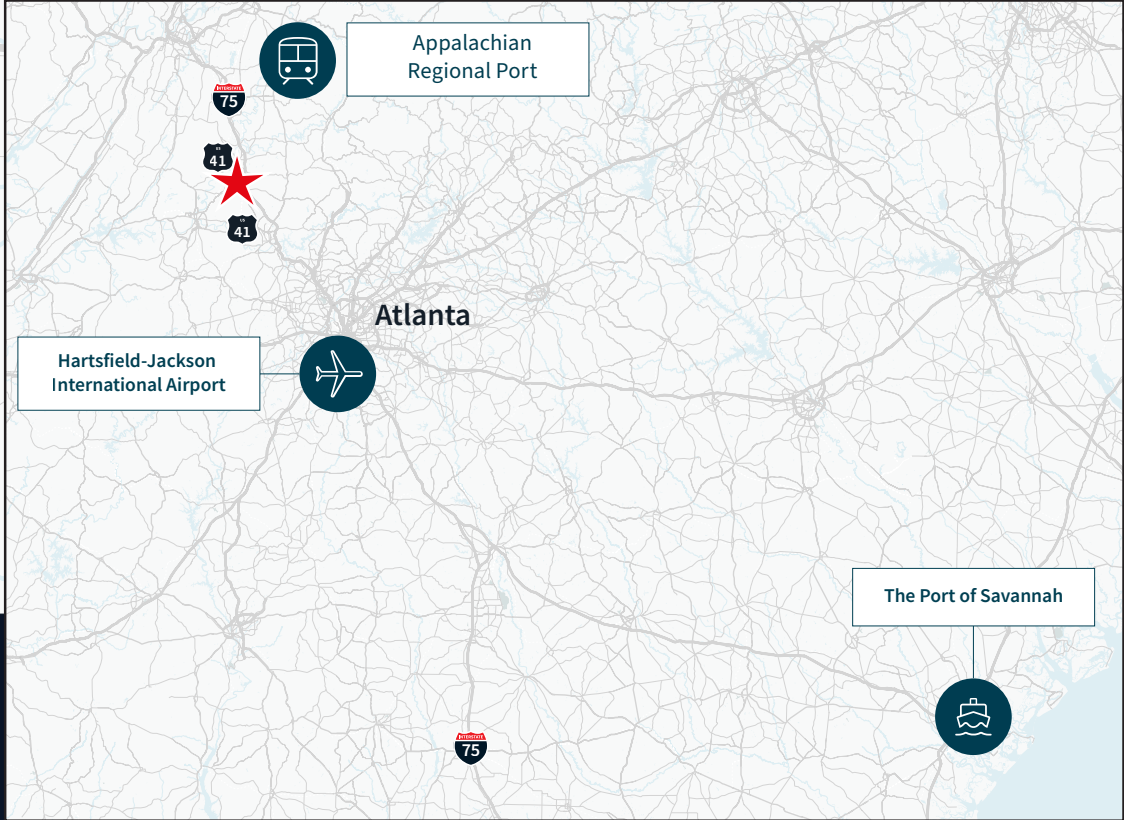 Appalachian
Regional Port
INTERSTATE
75
US
41
US
41
Atlanta
Hartsfield-Jackson
International Airport
The Port of Savannah
INTERSTATE
75